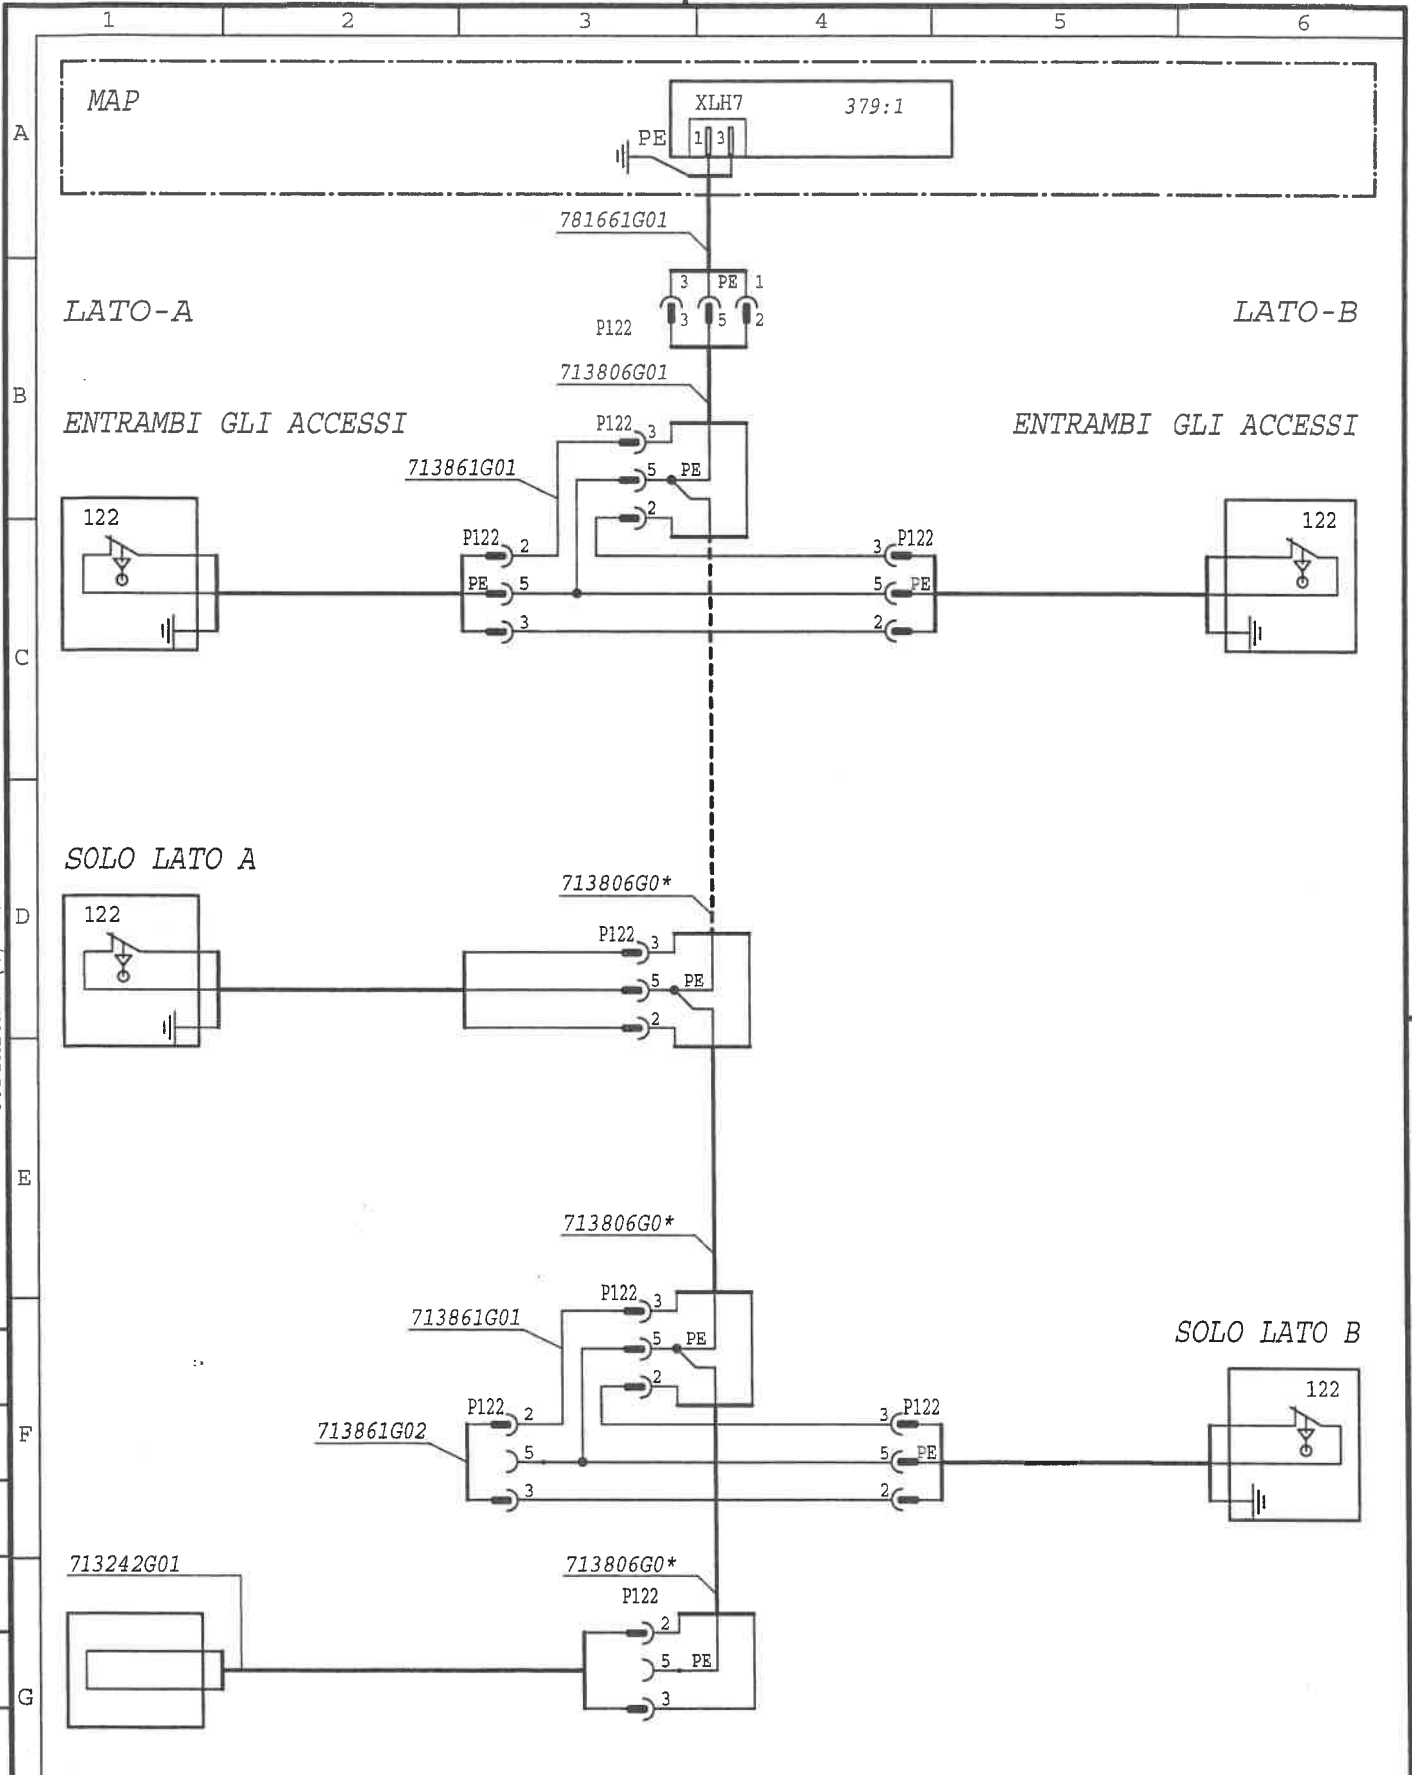 1 2 3 4 5 6
MAP
XLH7 379:1
A
PE 1 3
781661G01
3 PE 1
LATO-A LATO-B
3 5 2
P122
713806G01
B
ENTRAMBI GLI ACCESSI P122 3 ENTRAMBI GLI ACCESSI
713861G01 5 PE
2
122 122
P122 2 3 P122
PE 5 5 PE
3 2
C
SOLO LATO A
713806G0*
122
D
P122 3
5 PE
2
E
713806G0*
P122 3
713861G01
5 PE SOLO LATO B
2 122
P122 2 3 P122
713861G02
F
5 5 PE
3 2
713242G01 713806G0*
P122
2
5 PE
G
3